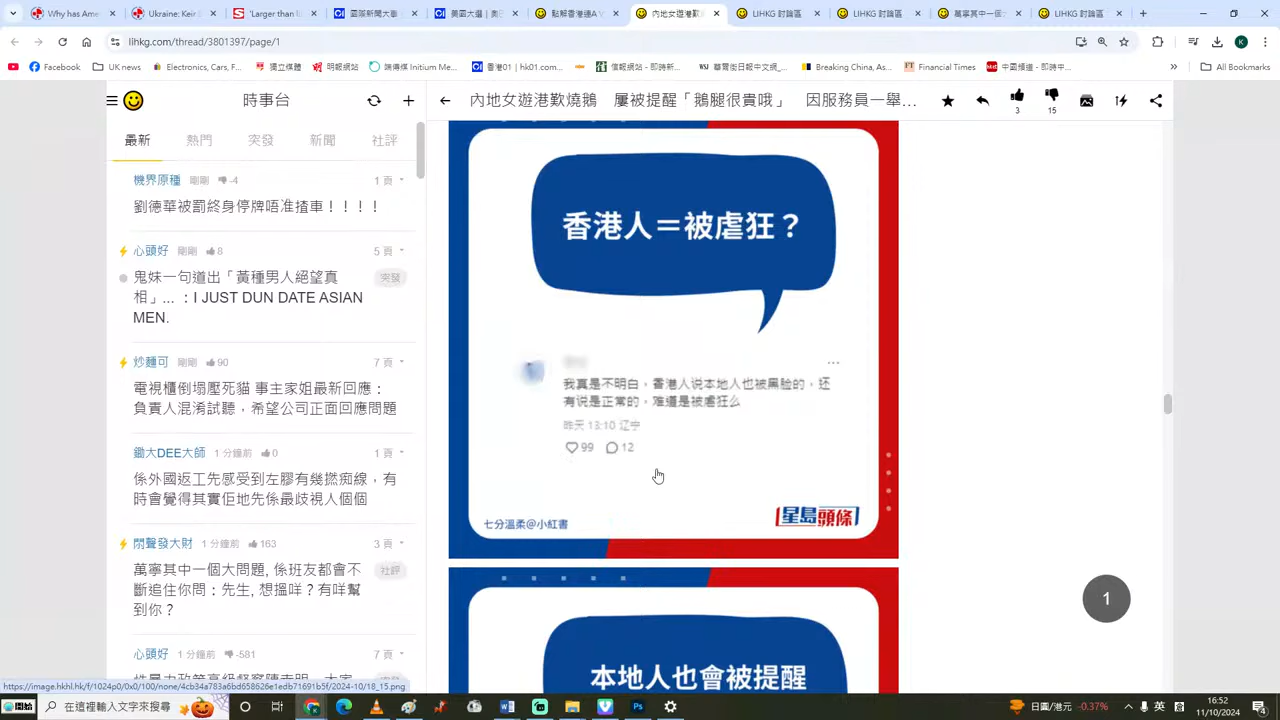 Why has Am
Ukraine: Keir
'Larger than l
國際新聞大事
美國大選｜奧
點解香港連A
內地女遊港歎
LIHKG 討論區
LIHKG 討論區
萬寧其中一個
LIHKG 討論區
lihkg.com/thread/3801397/page/1
Facebook
UK news
Electronics, Cars, F...
獨立媒體
明報網站
端傳媒 Initium Me...
香港01｜hk01.com...
信報網站 - 即時新...
華爾街日報中文網_...
Breaking China, As...
Financial Times
中國頻道 - 即時中...
All Bookmarks
時事台
內地女遊港歎燒鵝 屢被提醒「鵝腿很貴哦」 因服務員一舉...
3
15
最新
熱門
突發
新聞
社評
機界原種 剛剛 -4 1 頁
劉德華被罰終身停牌唔准揸車！！！！
心頭好 剛剛 8 5 頁
鬼妹一句道出「黃種男人絕望真
相」... ：I JUST DUN DATE ASIAN
MEN.
突發
炒麵可 剛剛 90 7 頁
電視櫃倒塌壓死貓 事主家姐最新回應：
負責人混淆試聽，希望公司正面回應問題
鋤大DEE大師 1 分鐘前 0 1 頁
係外國返工先感受到左膠有幾撚痴線，有
時會覺得其實佢地先係最歧視人個個
鬧聲發大財 1 分鐘前 163 3 頁
萬寧其中一個大問題, 係班友都會不
斷追住你問：先生, 想搵咩？有咩幫
到你？
社評
心頭好 1 分鐘前 -581 7 頁
香港人＝被虐狂？
我真是不明白，香港人说本地人也被黑脸的，还
有说是正常的，难道是被虐狂么
昨天 13:10 辽宁
99 12
七分溫柔@小紅書
星島頭條
本地人也會被提醒
1
https://image.hkhl.hk/f/1024p0/0x0/100/none/4cb34a783a6bd658626e1edb71691b5f/2024-10/18_15.png
開始
在這裡輸入文字來搜尋
日圓/港元 -0.37%
英
16:52
11/10/2024